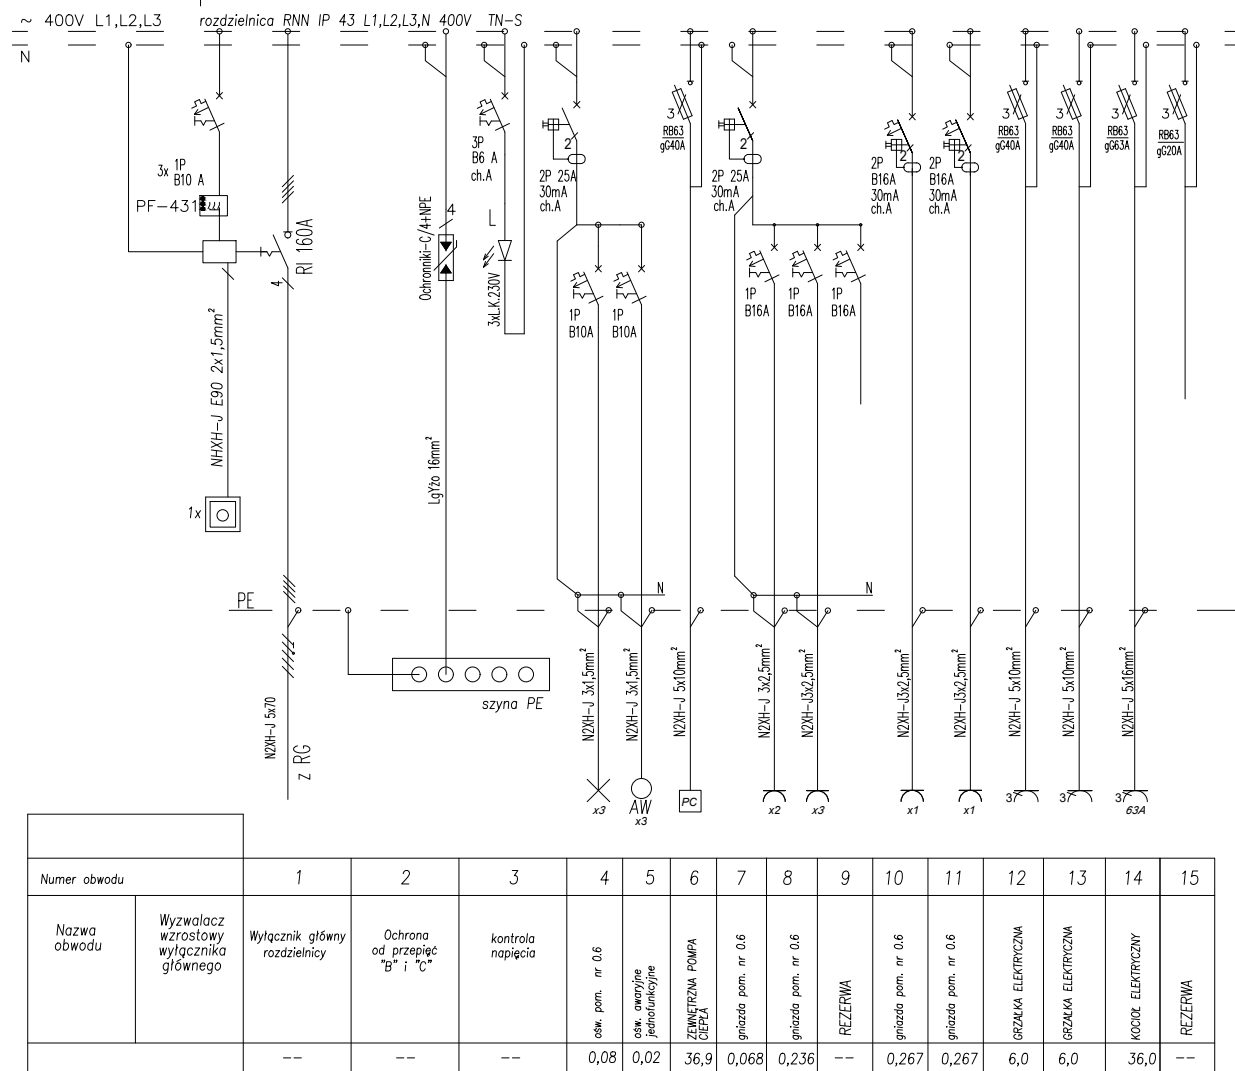 ~ 400V L1,L2,L3
rozdzielnica RNN IP 43 L1,L2,L3,N 400V TN-S
N
3x 1P
B10 A
PF-431
RI 160A
4
NHXH-J E90 2x1,5mm²
1x
PE
N2XH-J 5x70
z RG
Ochronniki-C/4+NPE
4
LgYżo 16mm²
szyna PE
3P
B6 A
ch.A
L
3xLK.230V
2
2P 25A
30mA
ch.A
1P
B10A
1P
B10A
N
N2XH-J 3x1,5mm²
x3
N2XH-J 3x1,5mm²
AW
x3
3
RB63
gG40A
N2XH-J 5x10mm²
PC
2
2P 25A
30mA
ch.A
1P
B16A
1P
B16A
1P
B16A
N
N2XH-J 3x2,5mm²
x2
N2XH-J3x2,5mm²
x3
2
2P
B16A
30mA
ch.A
N2XH-J3x2,5mm²
x1
2
2P
B16A
30mA
ch.A
N2XH-J3x2,5mm²
x1
3
RB63
gG40A
N2XH-J 5x10mm²
3
3
RB63
gG40A
N2XH-J 5x10mm²
3
3
RB63
gG63A
N2XH-J 5x16mm²
3
63A
3
RB63
gG20A
Numer obwodu 1 2 3 4 5 6 7 8 9 10 11 12 13 14 15
Nazwa
obwodu
Wyzwalacz
wzrostowy
wyłącznika
głównego
Wyłącznik główny
rozdzielnicy
Ochrona
od przepięć
"B" i "C"
kontrola
napięcia
ośw. pom. nr 0.6
ośw. awaryjne
jednofunkcyjne
ZEWNĘTRZNA POMPA
CIEPŁA
gniazda pom. nr 0.6
gniazda pom. nr 0.6
REZERWA
gniazda pom. nr 0.6
gniazda pom. nr 0.6
GRZAŁKA ELEKTRYCZNA
GRZAŁKA ELEKTRYCZNA
KOCIOŁ ELEKTRYCZNY
REZERWA
-- -- -- 0,08 0,02 36,9 0,068 0,236 -- 0,267 0,267 6,0 6,0 36,0 --